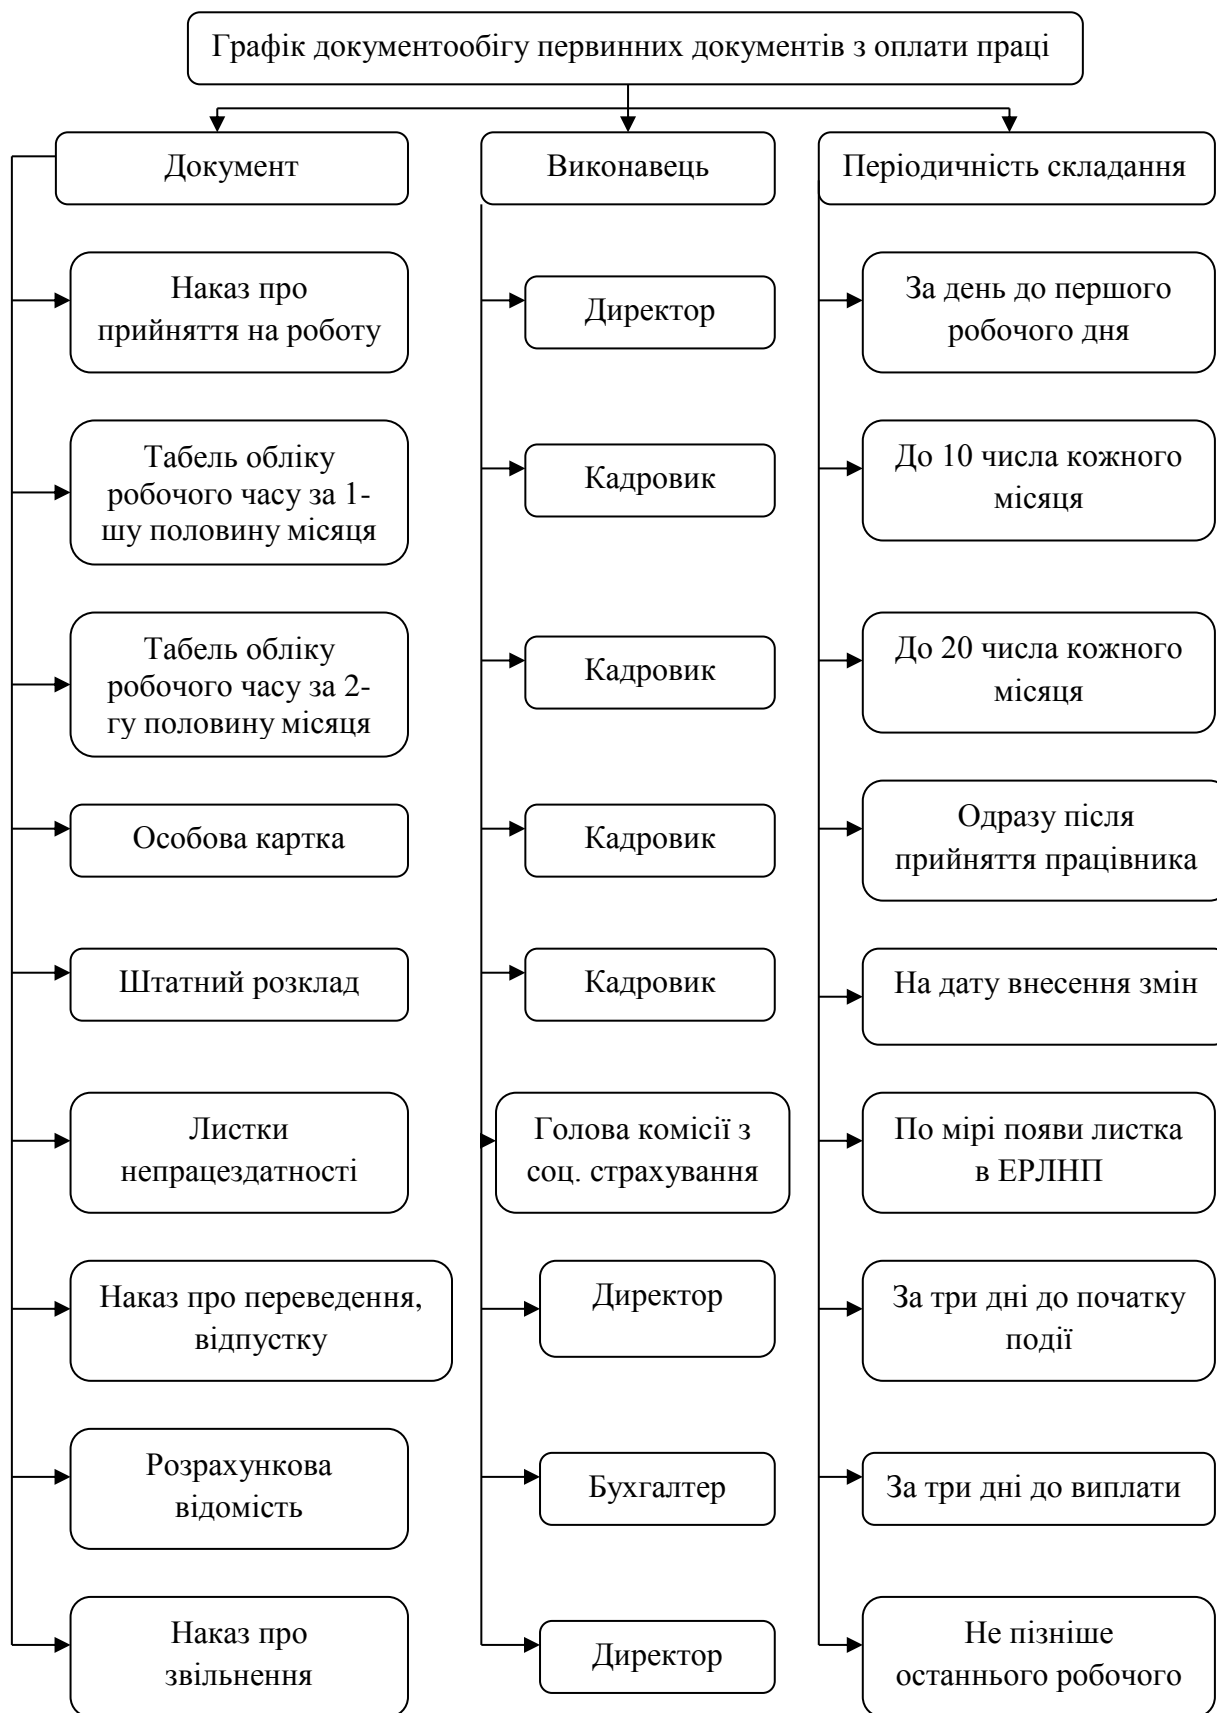 Графік документообігу первинних документів з оплати праці
Документ
Виконавець
Періодичність складання
Наказ про
прийняття на роботу
Директор
За день до першого
робочого дня
Табель обліку
робочого часу за 1-
шу половину місяця
Кадровик
До 10 числа кожного
місяця
Табель обліку
робочого часу за 2-
гу половину місяця
Кадровик
До 20 числа кожного
місяця
Особова картка
Кадровик
Одразу після
прийняття працівника
Штатний розклад
Кадровик
На дату внесення змін
Листки
непрацездатності
Голова комісії з
соц. страхування
По мірі появи листка
в ЕРЛНП
Наказ про переведення,
відпустку
Директор
За три дні до початку
події
Розрахункова
відомість
Бухгалтер
За три дні до виплати
Наказ про
звільнення
Директор
Не пізніше
останнього робочого